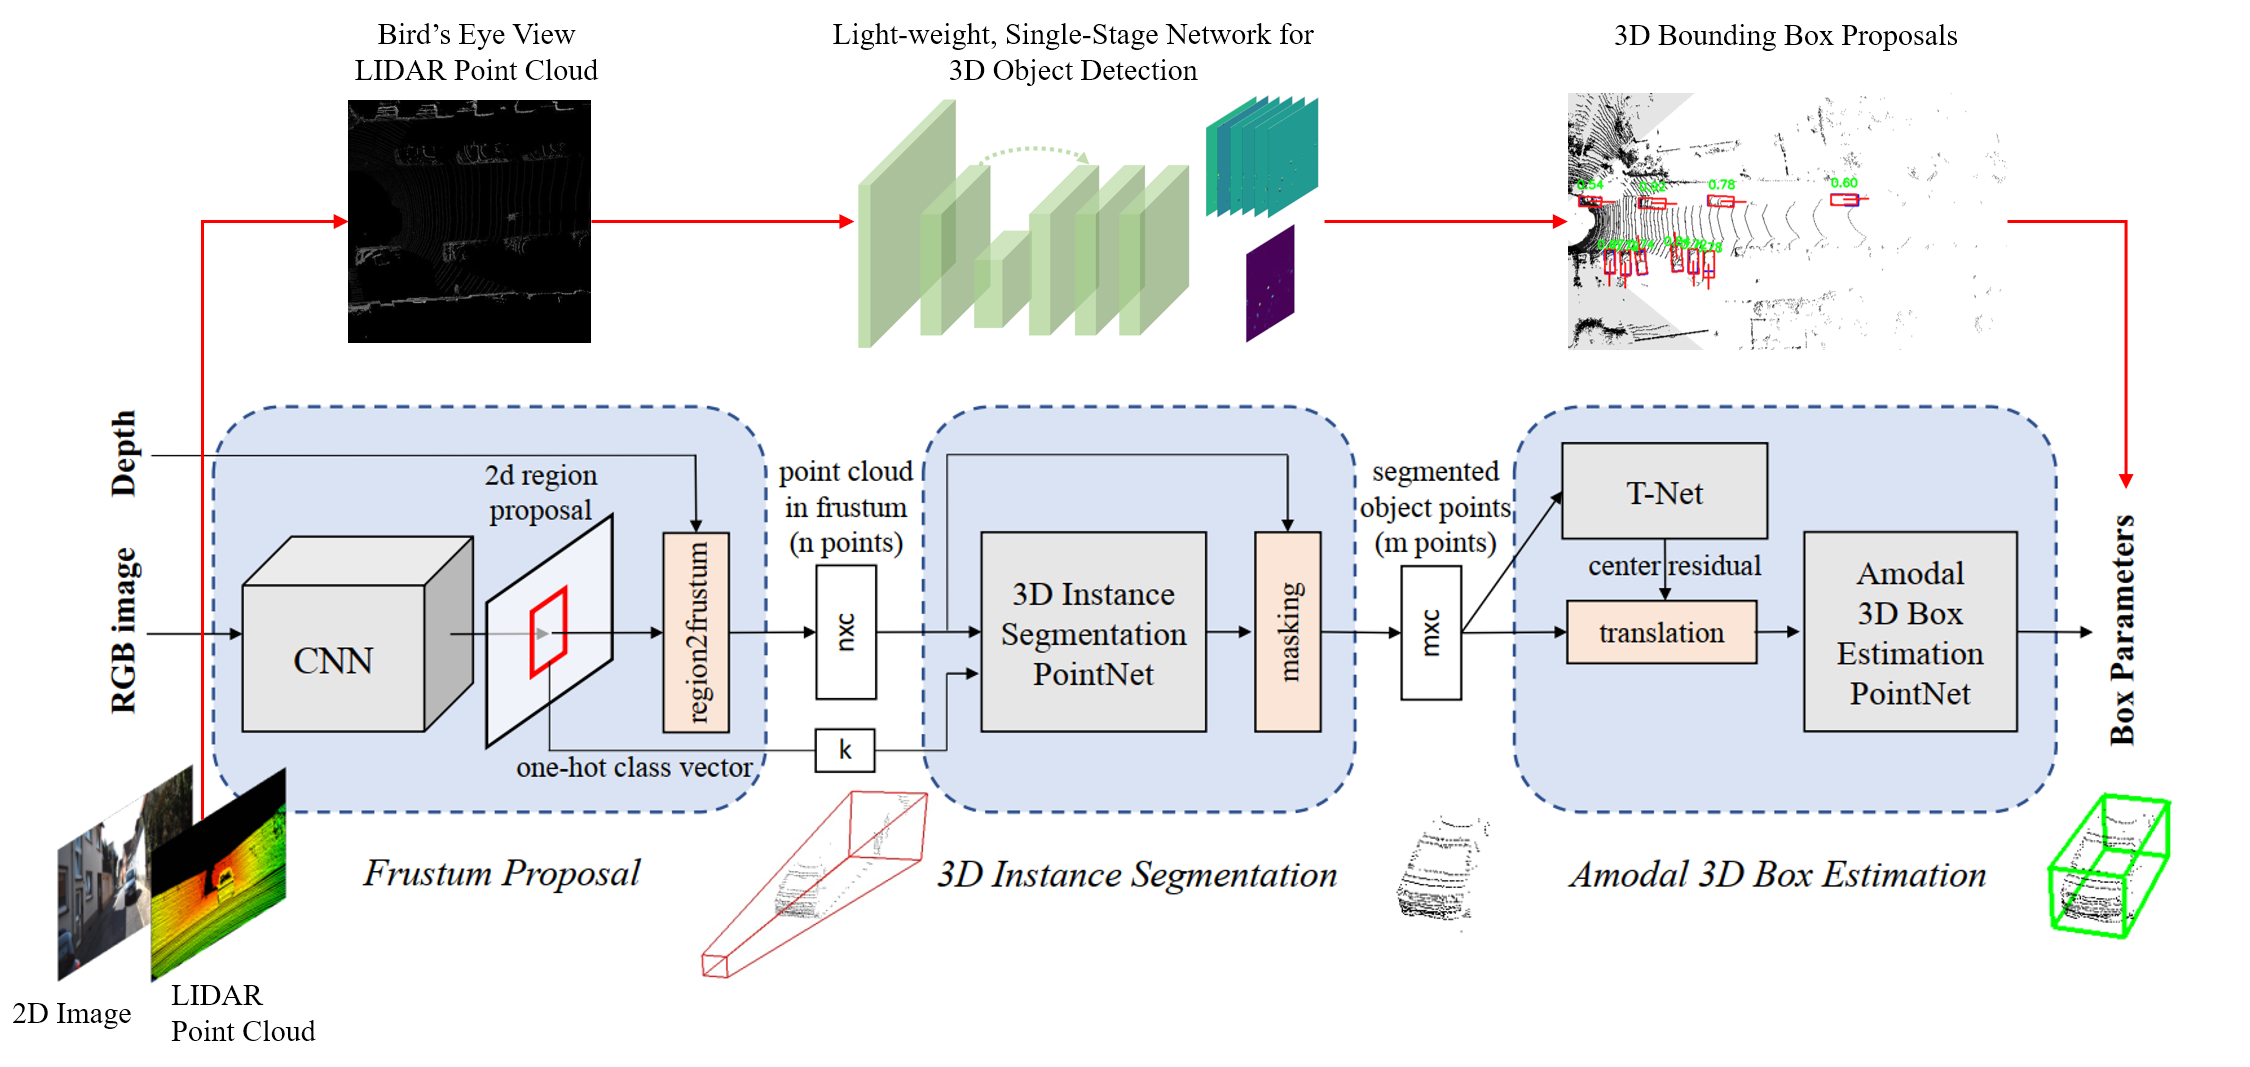 Bird’s Eye View
LIDAR Point Cloud
Light-weight, Single-Stage Network for
3D Object Detection
3D Bounding Box Proposals
0.54
0.78
0.60
Depth
RGB image
CNN
2d region
proposal
region2frustum
one-hot class vector
point cloud
in frustum
(n points)
nxc
k
3D Instance
Segmentation
PointNet
masking
segmented
object points
(m points)
mxc
T-Net
center residual
translation
Amodal
3D Box
Estimation
PointNet
Box Parameters
Frustum Proposal
3D Instance Segmentation
Amodal 3D Box Estimation
2D Image
LIDAR
Point Cloud